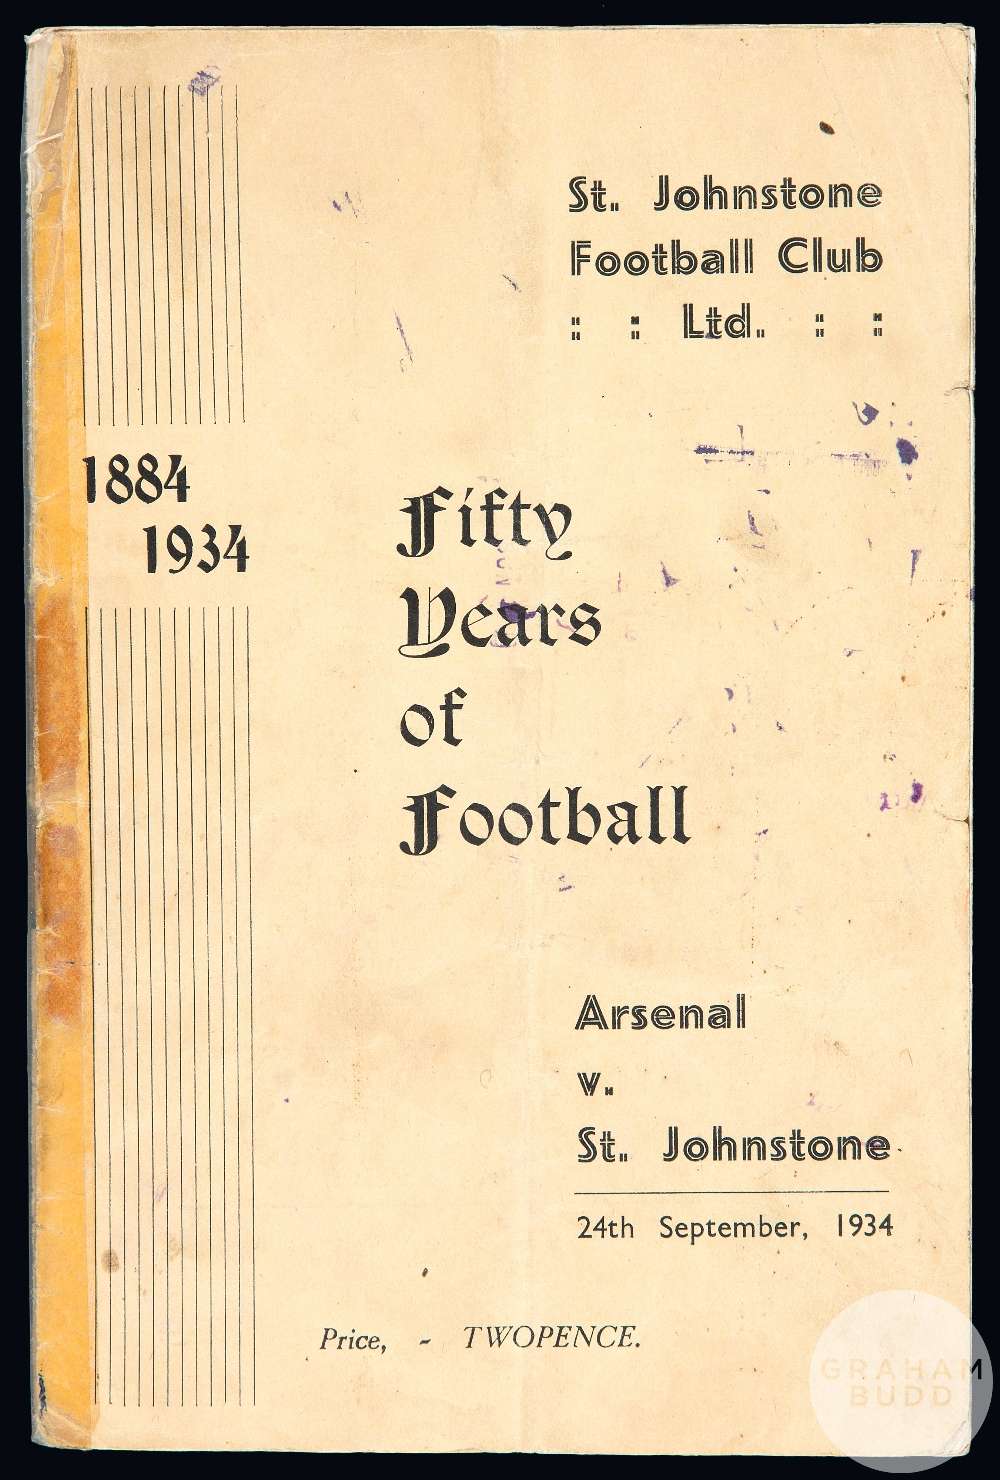 St. Johnstone
Football Club
: : Ltd. : :
1884
1934
Fifty
Years
of
Football
Arsenal
v.
St. Johnstone
24th September, 1934
Price, - TWOPENCE.
GRAHAM
BUDD